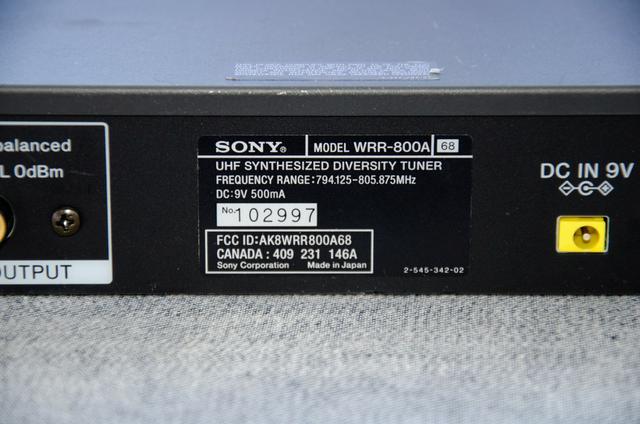 balanced
L 0dBm
OUTPUT
SONY® MODEL WRR-800A 68
UHF SYNTHESIZED DIVERSITY TUNER
FREQUENCY RANGE:794.125-805.875MHz
DC:9V 500mA
No. 102997
FCC ID:AK8WRR800A68
CANADA : 409 231 146A
Sony Corporation Made in Japan
2-545-342-02
DC IN 9V